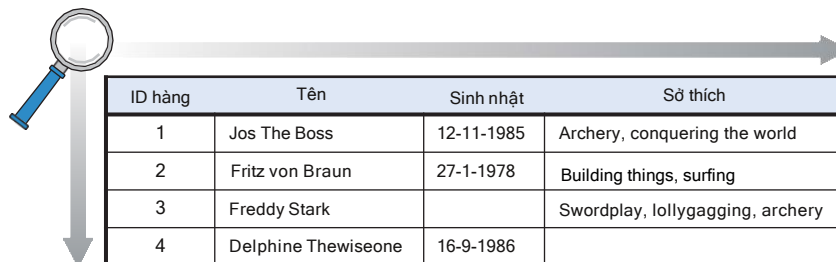 ID hàng Tên Sinh nhật Sở thích
1 Jos The Boss 12-11-1985 Archery, conquering the world
2 Fritz von Braun 27-1-1978 Building things, surfing
3 Freddy Stark Swordplay, lollygagging, archery
4 Delphine Thewiseone 16-9-1986